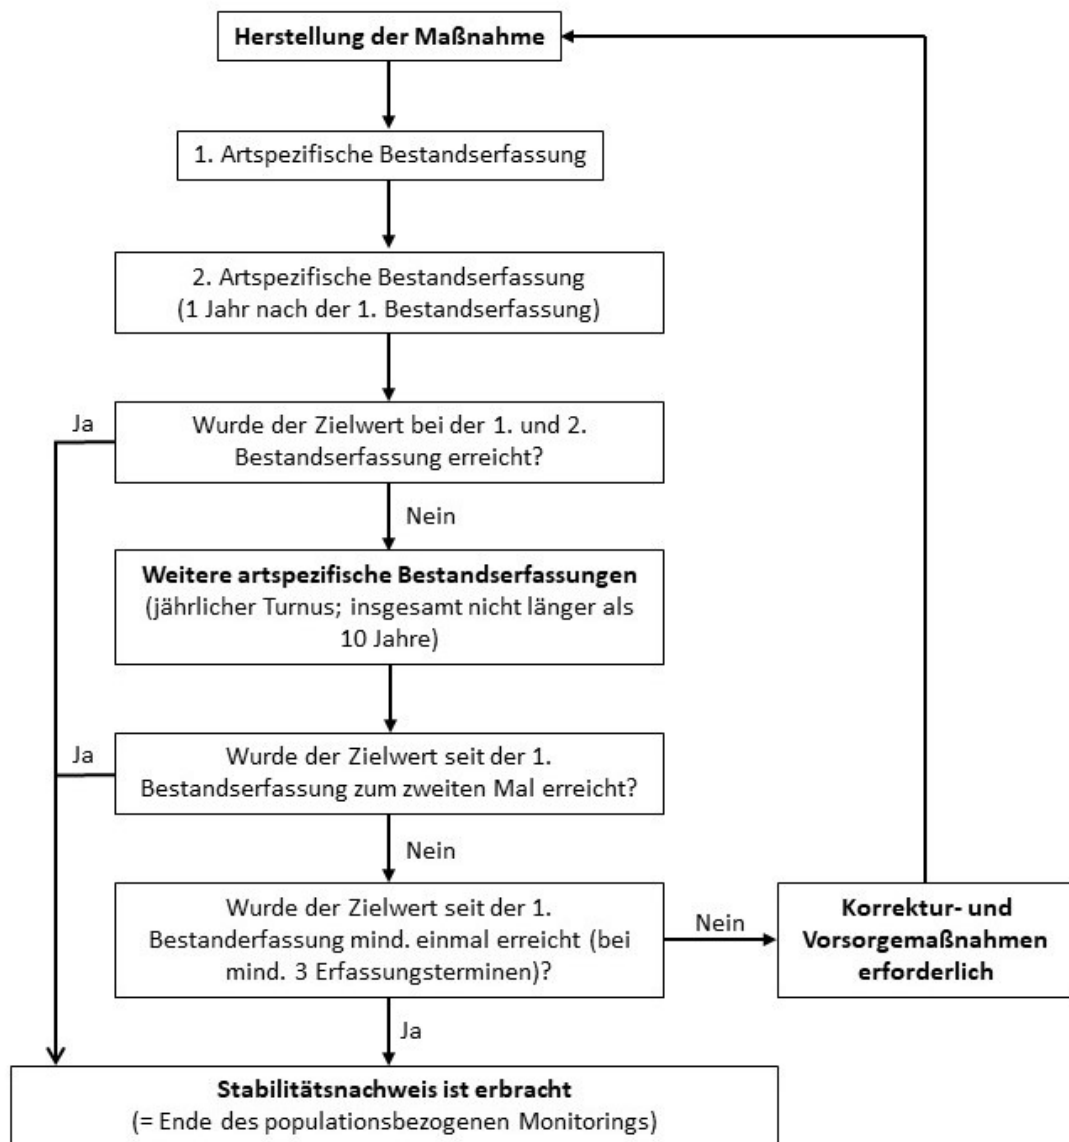 Herstellung der Maßnahme
1. Artspezifische Bestandserfassung
2. Artspezifische Bestandserfassung
(1 Jahr nach der 1. Bestandserfassung)
Ja
Wurde der Zielwert bei der 1. und 2.
Bestandserfassung erreicht?
Nein
Weitere artspezifische Bestandserfassungen
(jährlicher Turnus; insgesamt nicht länger als
10 Jahre)
Ja
Wurde der Zielwert seit der 1.
Bestandserfassung zum zweiten Mal erreicht?
Nein
Wurde der Zielwert seit der 1.
Bestanderfassung mind. einmal erreicht (bei
mind. 3 Erfassungsterminen)?
Nein
Korrektur- und
Vorsorgemaßnahmen
erforderlich
Ja
Stabilitätsnachweis ist erbracht
(= Ende des populationsbezogenen Monitorings)